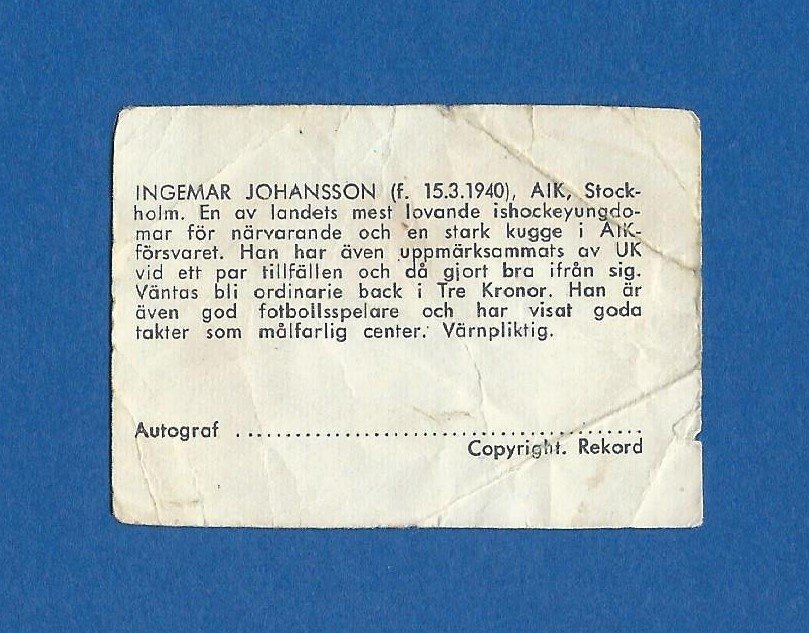 INGEMAR JOHANSSON (f. 15.3.1940), AIK, Stock-
holm. En av landets mest lovande ishockeyungdo-
mar för närvarande och en stark kugge i AIK-
försvaret. Han har även uppmärksammats av UK
vid ett par tillfällen och då gjort bra ifrån sig.
Väntas bli ordinarie back i Tre Kronor. Han är
även god fotbollsspelare och har visat goda
takter som målfarlig center. Värnpliktig.
Autograf ................................................
Copyright. Rekord